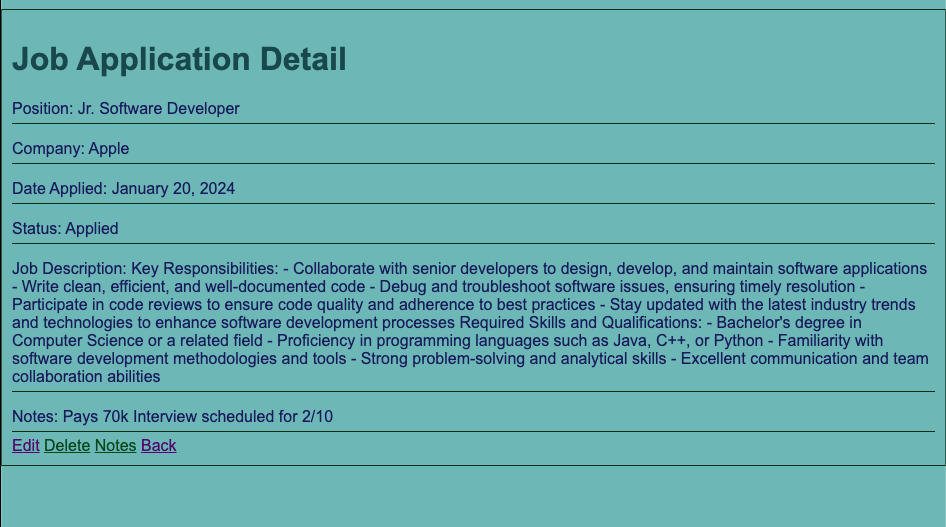 Job Application Detail
Position: Jr. Software Developer
Company: Apple
Date Applied: January 20, 2024
Status: Applied
Job Description: Key Responsibilities: - Collaborate with senior developers to design, develop, and maintain software applications
- Write clean, efficient, and well-documented code - Debug and troubleshoot software issues, ensuring timely resolution -
Participate in code reviews to ensure code quality and adherence to best practices - Stay updated with the latest industry trends
and technologies to enhance software development processes Required Skills and Qualifications: - Bachelor's degree in
Computer Science or a related field - Proficiency in programming languages such as Java, C++, or Python - Familiarity with
software development methodologies and tools - Strong problem-solving and analytical skills - Excellent communication and team
collaboration abilities
Notes: Pays 70k Interview scheduled for 2/10
Edit Delete Notes Back